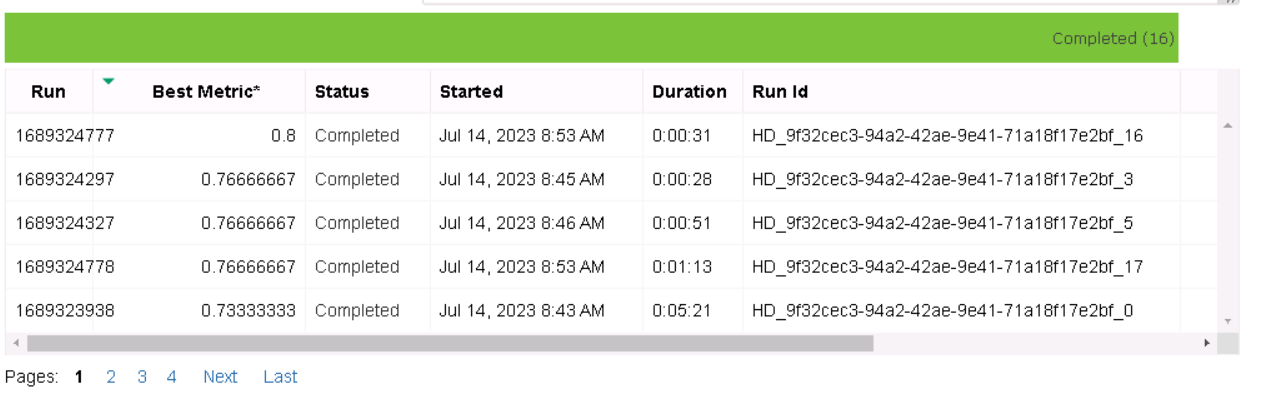 Completed (16)
Run Best Metric* Status Started Duration Run Id
1689324777 0.8 Completed Jul 14, 2023 8:53 AM 0:00:31 HD_9f32cec3-94a2-42ae-9e41-71a18f17e2bf_16
1689324297 0.76666667 Completed Jul 14, 2023 8:45 AM 0:00:28 HD_9f32cec3-94a2-42ae-9e41-71a18f17e2bf_3
1689324327 0.76666667 Completed Jul 14, 2023 8:46 AM 0:00:51 HD_9f32cec3-94a2-42ae-9e41-71a18f17e2bf_5
1689324778 0.76666667 Completed Jul 14, 2023 8:53 AM 0:01:13 HD_9f32cec3-94a2-42ae-9e41-71a18f17e2bf_17
1689323938 0.73333333 Completed Jul 14, 2023 8:43 AM 0:05:21 HD_9f32cec3-94a2-42ae-9e41-71a18f17e2bf_0
Pages: 1 2 3 4 Next Last